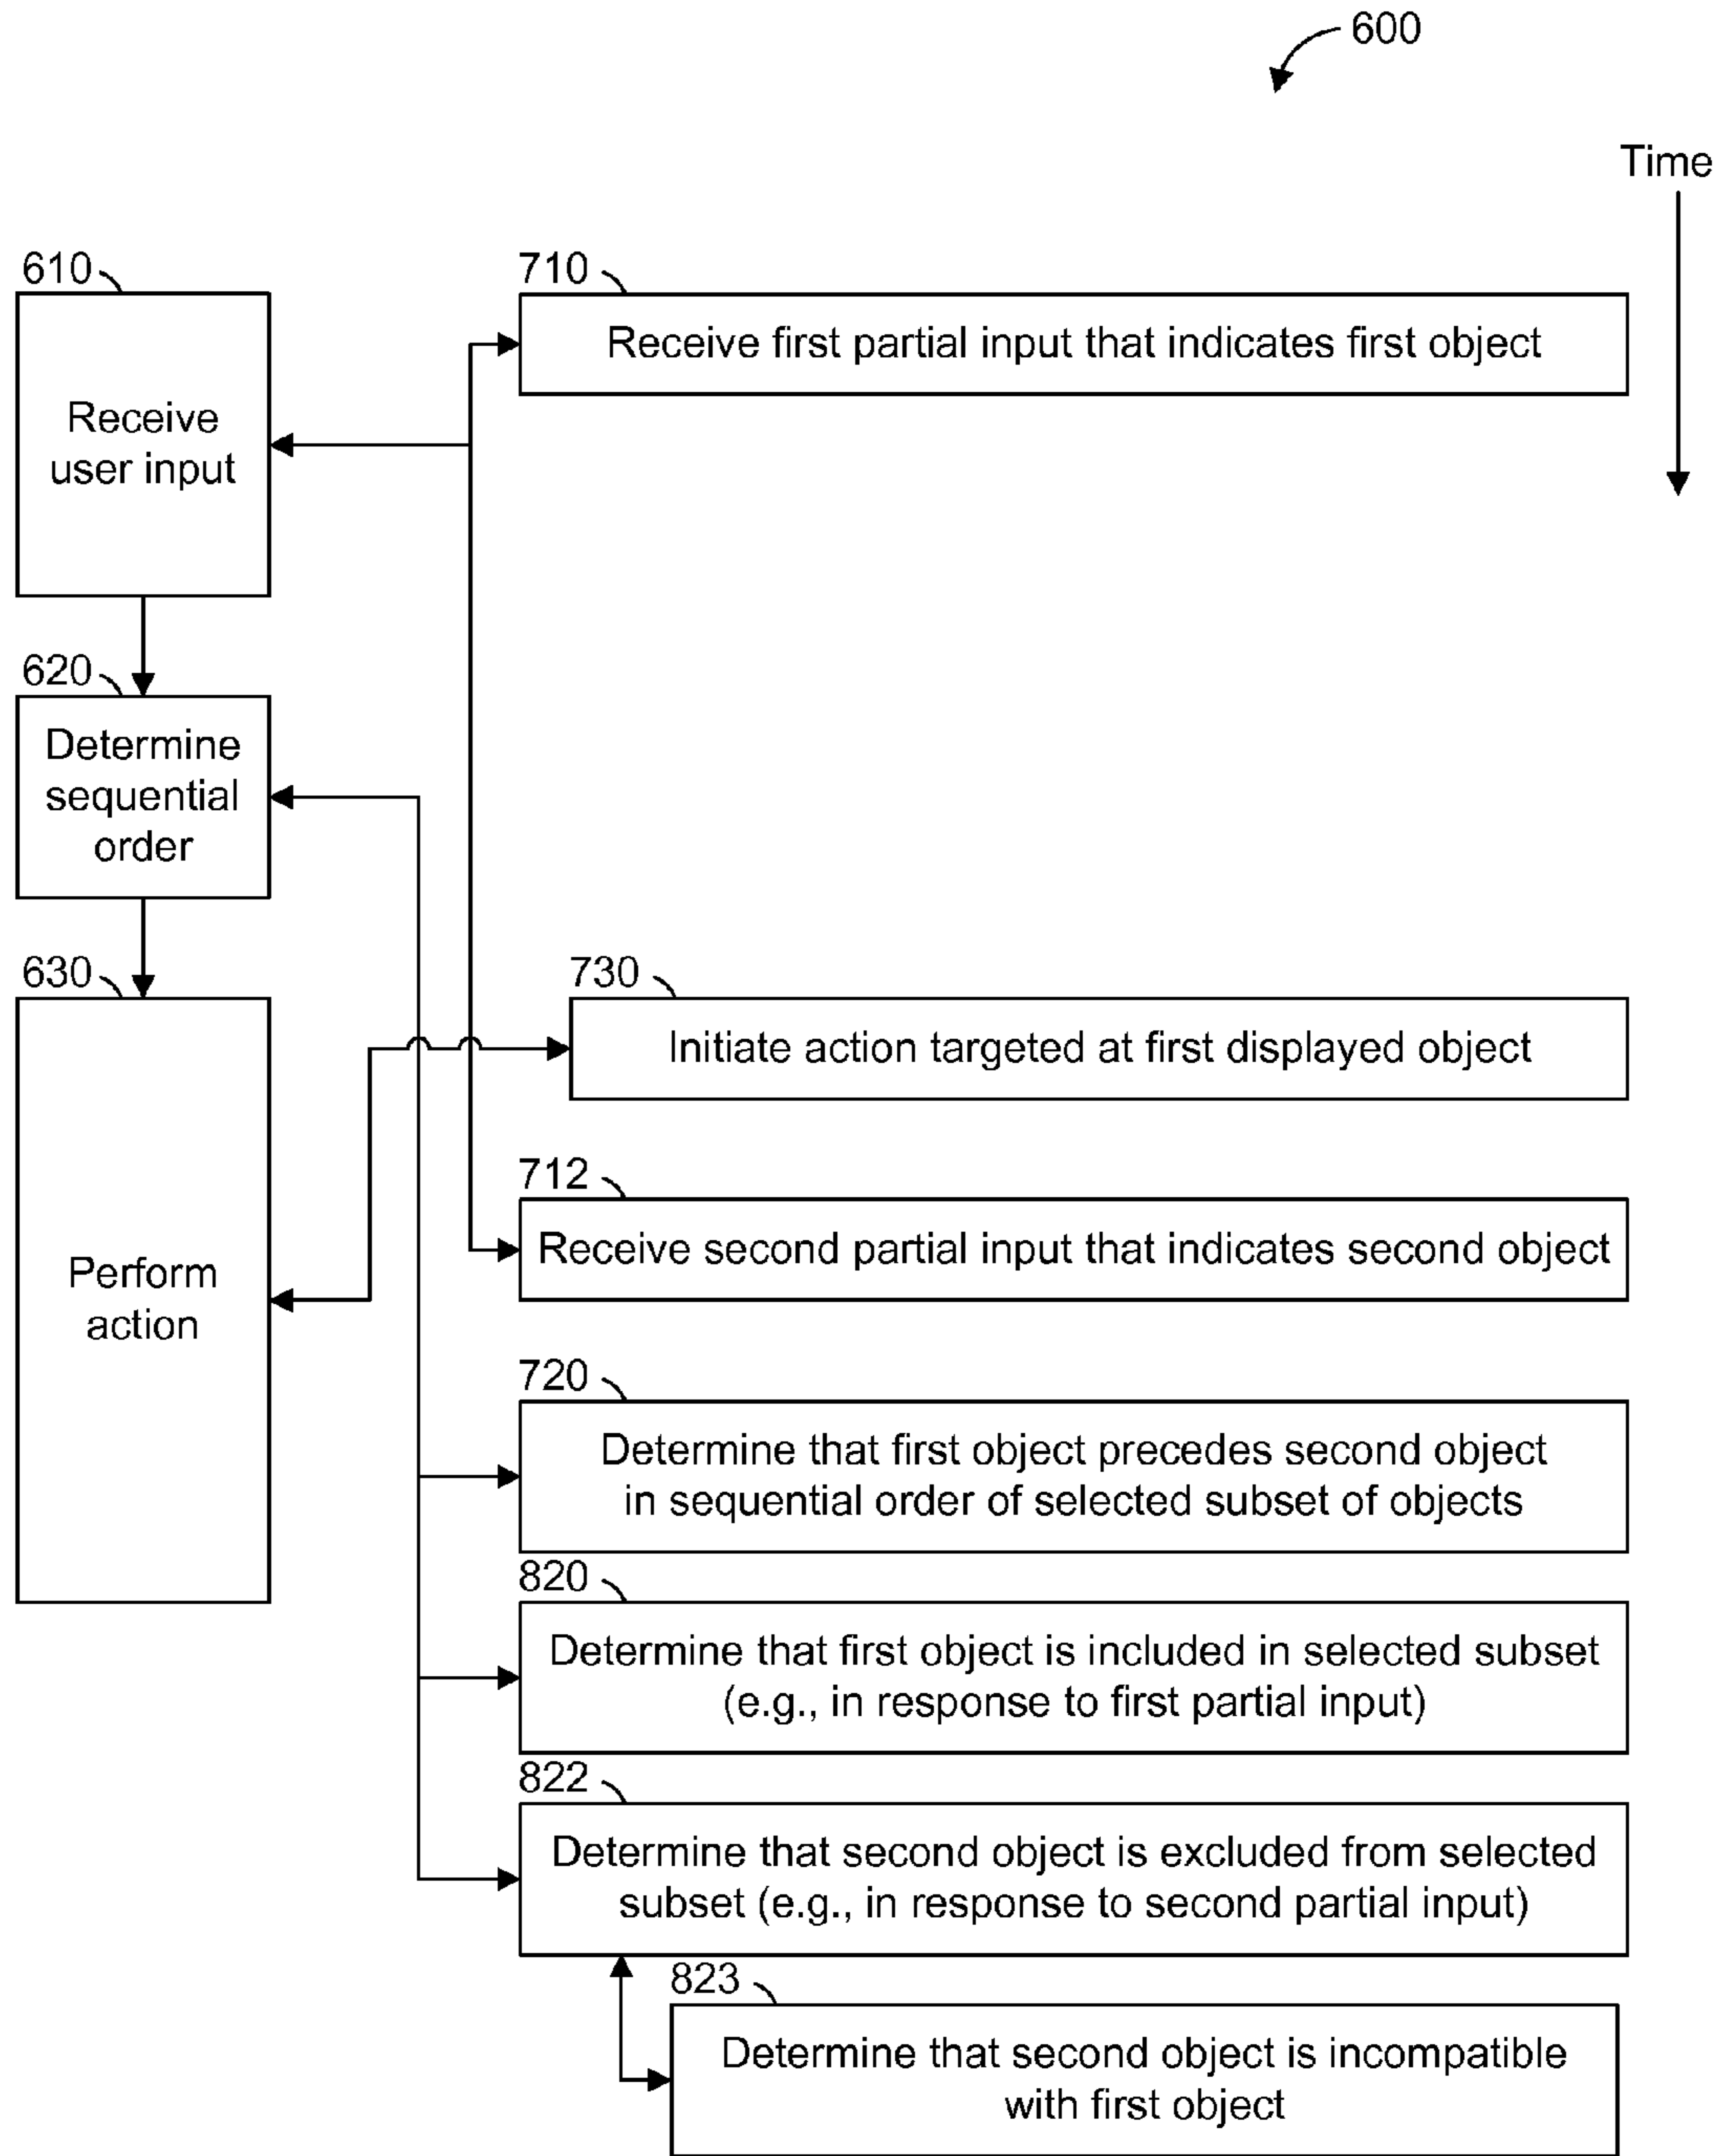 600
Time
610
Receive
user input
710
Receive first partial input that indicates first object
620
Determine
sequential
order
630
Perform
action
730
Initiate action targeted at first displayed object
712
Receive second partial input that indicates second object
720
Determine that first object precedes second object
in sequential order of selected subset of objects
820
Determine that first object is included in selected subset
(e.g., in response to first partial input)
822
Determine that second object is excluded from selected
subset (e.g., in response to second partial input)
823
Determine that second object is incompatible
with first object